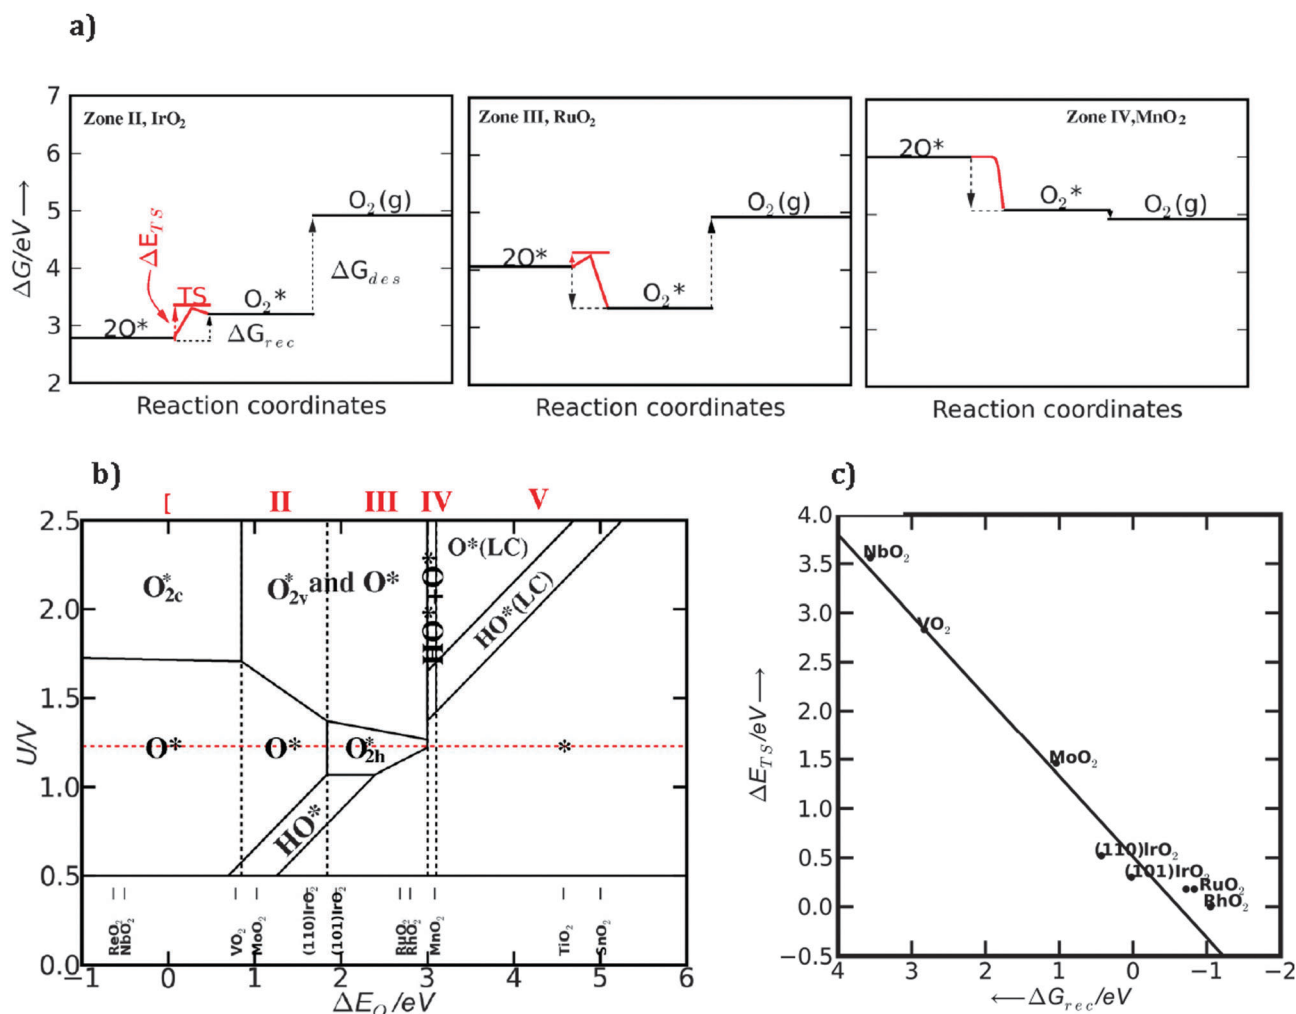 a)
Zone II, IrO2
Zone III, RuO2
Zone IV,MnO2
7
6
5
4
3
2
ΔG/eV ⟶
ΔE_TS
TS
2O*
O2*
O2(g)
ΔG_des
ΔG_rec
2O*
O2*
O2(g)
2O*
O2*
O2(g)
Reaction coordinates
Reaction coordinates
Reaction coordinates
b)
[ II III IV V
2.5
2.0
1.5
1.0
0.5
0.0
U/V
O*2c
O*2v and O*
HO*+O*
O*(LC)
HO*(LC)
O* O* O*2h *
HO*
ReO2
NbO2
VO2
MoO2
(110)IrO2
(101)IrO2
RuO2
RhO2
MnO2
TiO2
SnO2
−1 0 1 2 3 4 5 6
ΔE_O/eV
c)
4.0
3.5
3.0
2.5
2.0
1.5
1.0
0.5
0.0
−0.5
ΔE_TS/eV ⟶
NbO2
VO2
MoO2
(110)IrO2
(101)IrO2
RuO2
RhO2
4 3 2 1 0 −1 −2
⟵ ΔG_rec/eV